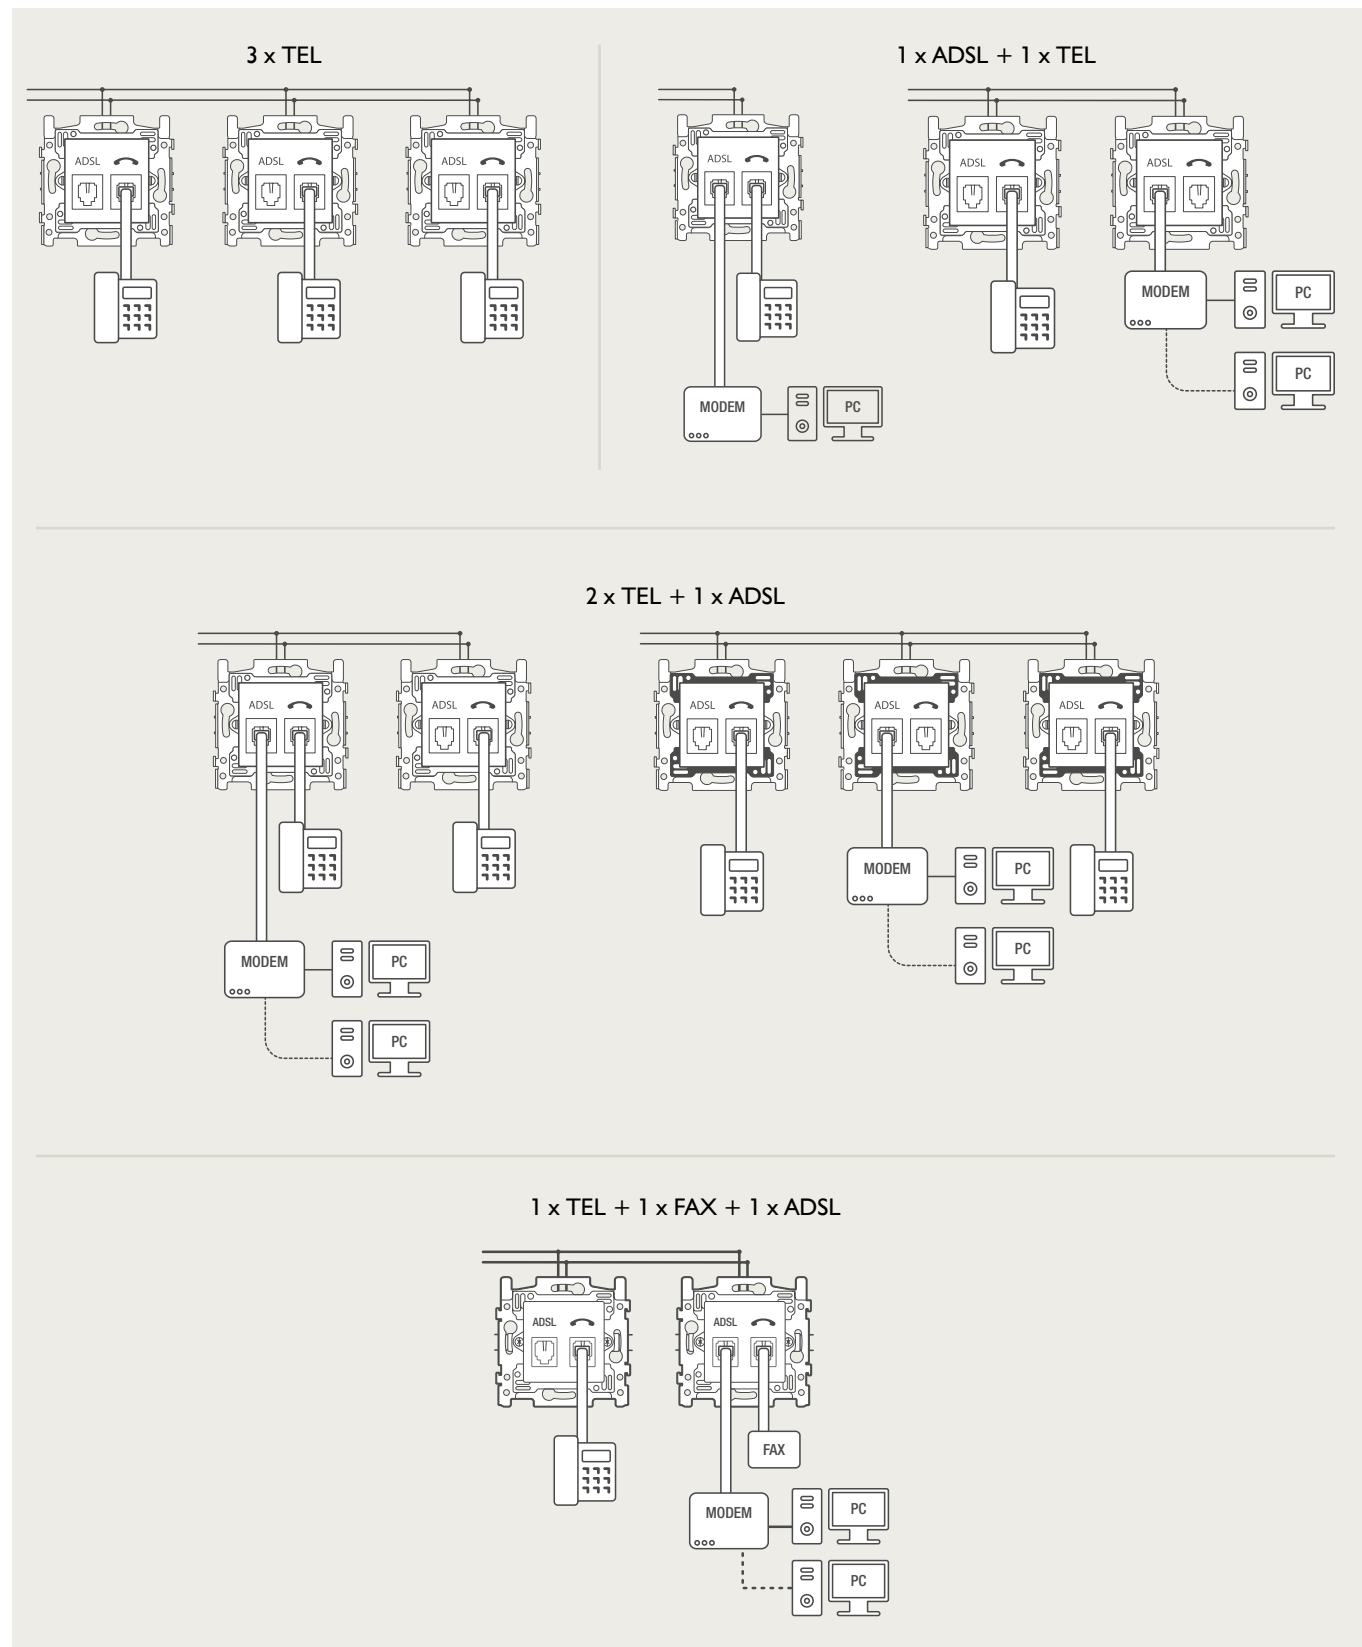 3 x TEL
ADSL
ADSL
ADSL
1 x ADSL + 1 x TEL
ADSL
MODEM
PC
ADSL
ADSL
MODEM
PC
PC
2 x TEL + 1 x ADSL
ADSL
ADSL
MODEM
PC
PC
ADSL
ADSL
ADSL
MODEM
PC
PC
1 x TEL + 1 x FAX + 1 x ADSL
ADSL
ADSL
FAX
MODEM
PC
PC